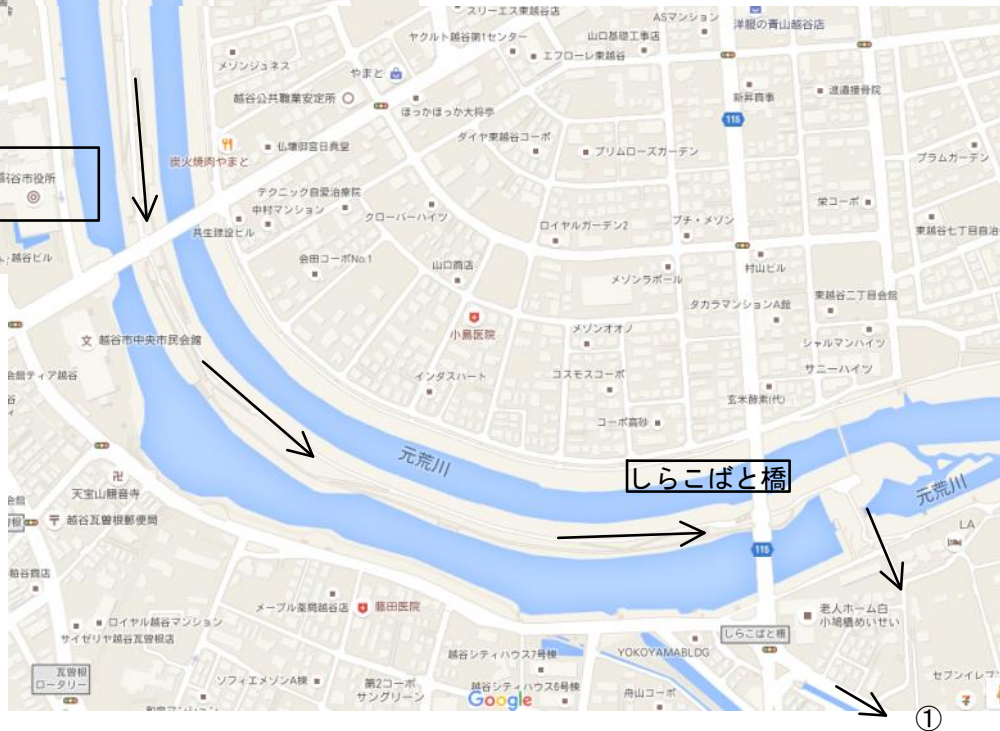 スリーエス東越谷店
ASマンション
洋服の青山越谷店
ヤクルト越谷第1センター
山口基礎工事店
エフローレ東越谷
メゾンジュネス
やまと
越谷公共職業安定所
ほっかほっか大将亭
新昇商事
進道接骨院
115
ダイヤ東越谷コーポ
仏壇御宮日典堂
炭火焼肉やまと
プリムローズガーデン
プラムガーデン
越谷市役所
テクニック自愛治療院
中村マンション
クローバーハイツ
共生建設ビル
ロイヤルガーデン2
プチ・メゾン
栄コーポ
東越谷七丁目自治
越谷ビル
会田コーポNo.1
山口商店
メゾンラポール
村山ビル
タカラマンションA館
東越谷二丁目会館
小島医院
メゾンオオノ
シャルマンハイツ
越谷市中央市民会館
会館ティア越谷
インダスハート
コスモスコーポ
サニーハイツ
玄米酵素(代)
コーポ高砂
元荒川
しらこばと橋
元荒川
天宝山観音寺
越谷瓦曽根郵便局
LA
115
粕谷商店
メープル薬局越谷店
藤田医院
老人ホーム白
小鳩橋めいせい
ロイヤル越谷マンション
サイゼリヤ越谷瓦曽根店
しらこばと橋
越谷シティハウス7号棟
YOKOYAMABLDG
瓦曽根
ロータリー
ソフィエメゾンA棟
第2コーポ
サングリーン
越谷シティハウス6号棟
舟山コーポ
セブンイレブ
Google
①